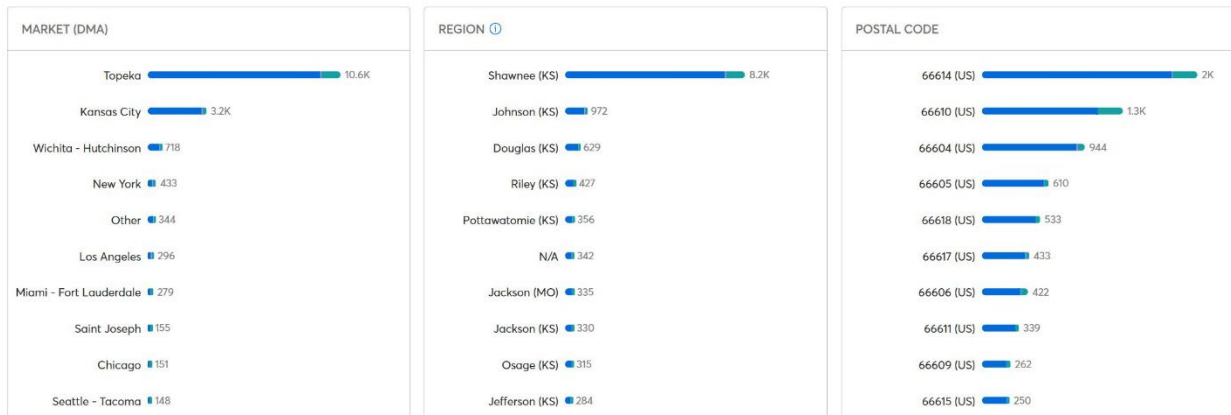 MARKET (DMA)
Topeka 10.6K
Kansas City 3.2K
Wichita - Hutchinson 718
New York 433
Other 344
Los Angeles 296
Miami - Fort Lauderdale 279
Saint Joseph 155
Chicago 151
Seattle - Tacoma 148
REGION ⓘ
Shawnee (KS) 8.2K
Johnson (KS) 972
Douglas (KS) 629
Riley (KS) 427
Pottawatomie (KS) 356
N/A 342
Jackson (MO) 335
Jackson (KS) 330
Osage (KS) 315
Jefferson (KS) 284
POSTAL CODE
66614 (US) 2K
66610 (US) 1.3K
66604 (US) 944
66605 (US) 610
66618 (US) 533
66617 (US) 433
66606 (US) 422
66611 (US) 339
66609 (US) 262
66615 (US) 250